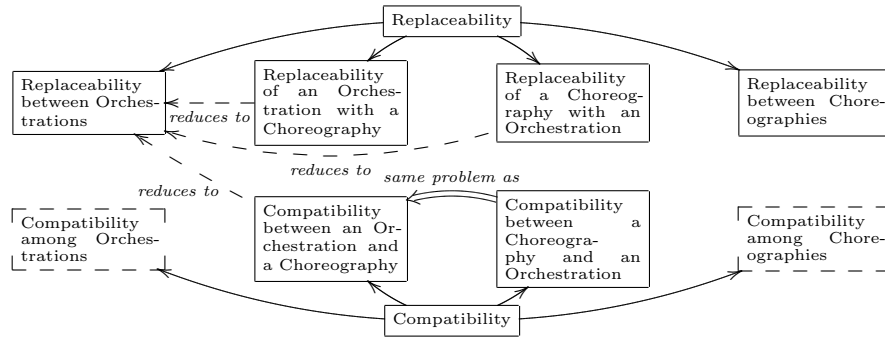 Replaceability
Replaceability
between Orche-
trations
Replaceability
of an Orches-
tration with a
Choreography
Replaceability
of a Choreog-
raphy with an
Orchestration
Replaceability
between Chore-
ographies
reduces to
reduces to
same problem as
reduces to
Compatibility
among Orches-
trations
Compatibility
between an Or-
chestration and
a Choreography
Compatibility
between a
Choreogra-
phy and an
Orchestration
Compatibility
among Chore-
ographies
Compatibility